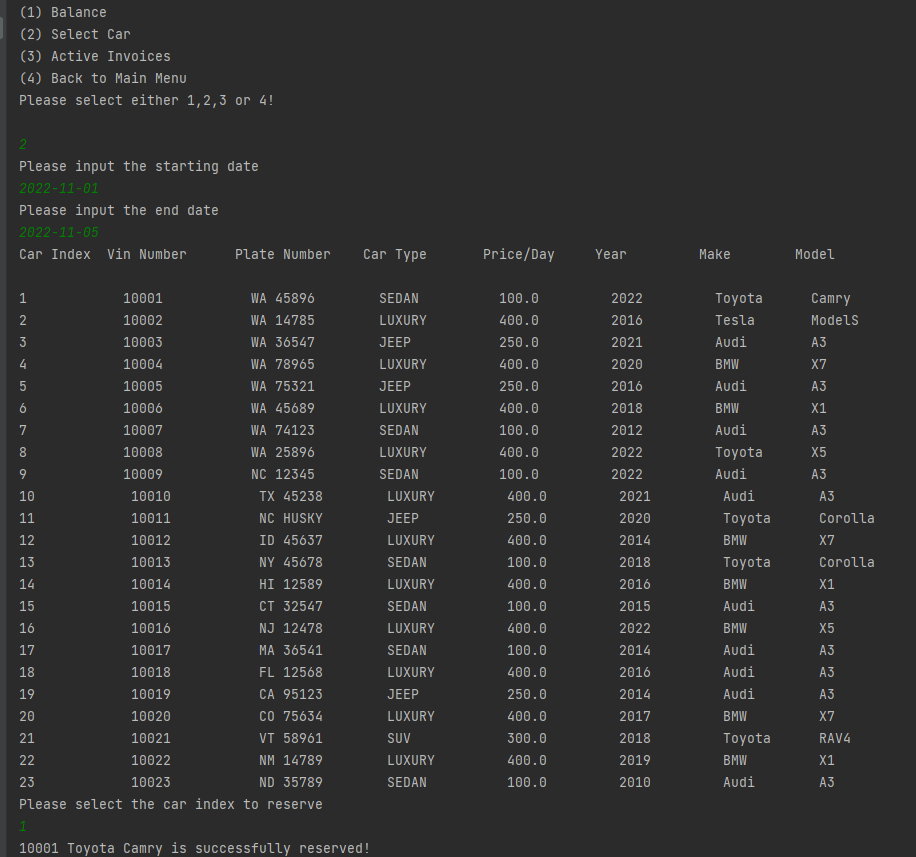 (1) Balance
(2) Select Car
(3) Active Invoices
(4) Back to Main Menu
Please select either 1,2,3 or 4!
2
Please input the starting date
2022-11-01
Please input the end date
2022-11-05
Car Index  Vin Number      Plate Number    Car Type       Price/Day     Year         Make        Model
1            10001           WA 45896        SEDAN          100.0         2022         Toyota      Camry
2            10002           WA 14785        LUXURY         400.0         2016         Tesla       ModelS
3            10003           WA 36547        JEEP           250.0         2021         Audi        A3
4            10004           WA 78965        LUXURY         400.0         2020         BMW         X7
5            10005           WA 75321        JEEP           250.0         2016         Audi        A3
6            10006           WA 45689        LUXURY         400.0         2018         BMW         X1
7            10007           WA 74123        SEDAN          100.0         2012         Audi        A3
8            10008           WA 25896        LUXURY         400.0         2022         Toyota      X5
9            10009           NC 12345        SEDAN          100.0         2022         Audi        A3
10            10010           TX 45238        LUXURY         400.0         2021         Audi        A3
11            10011           NC HUSKY        JEEP           250.0         2020         Toyota      Corolla
12            10012           ID 45637        LUXURY         400.0         2014         BMW         X7
13            10013           NY 45678        SEDAN          100.0         2018         Toyota      Corolla
14            10014           HI 12589        LUXURY         400.0         2016         BMW         X1
15            10015           CT 32547        SEDAN          100.0         2015         Audi        A3
16            10016           NJ 12478        LUXURY         400.0         2022         BMW         X5
17            10017           MA 36541        SEDAN          100.0         2014         Audi        A3
18            10018           FL 12568        LUXURY         400.0         2016         Audi        A3
19            10019           CA 95123        JEEP           250.0         2014         Audi        A3
20            10020           CO 75634        LUXURY         400.0         2017         BMW         X7
21            10021           VT 58961        SUV            300.0         2018         Toyota      RAV4
22            10022           NM 14789        LUXURY         400.0         2019         BMW         X1
23            10023           ND 35789        SEDAN          100.0         2010         Audi        A3
Please select the car index to reserve
1
10001 Toyota Camry is successfully reserved!